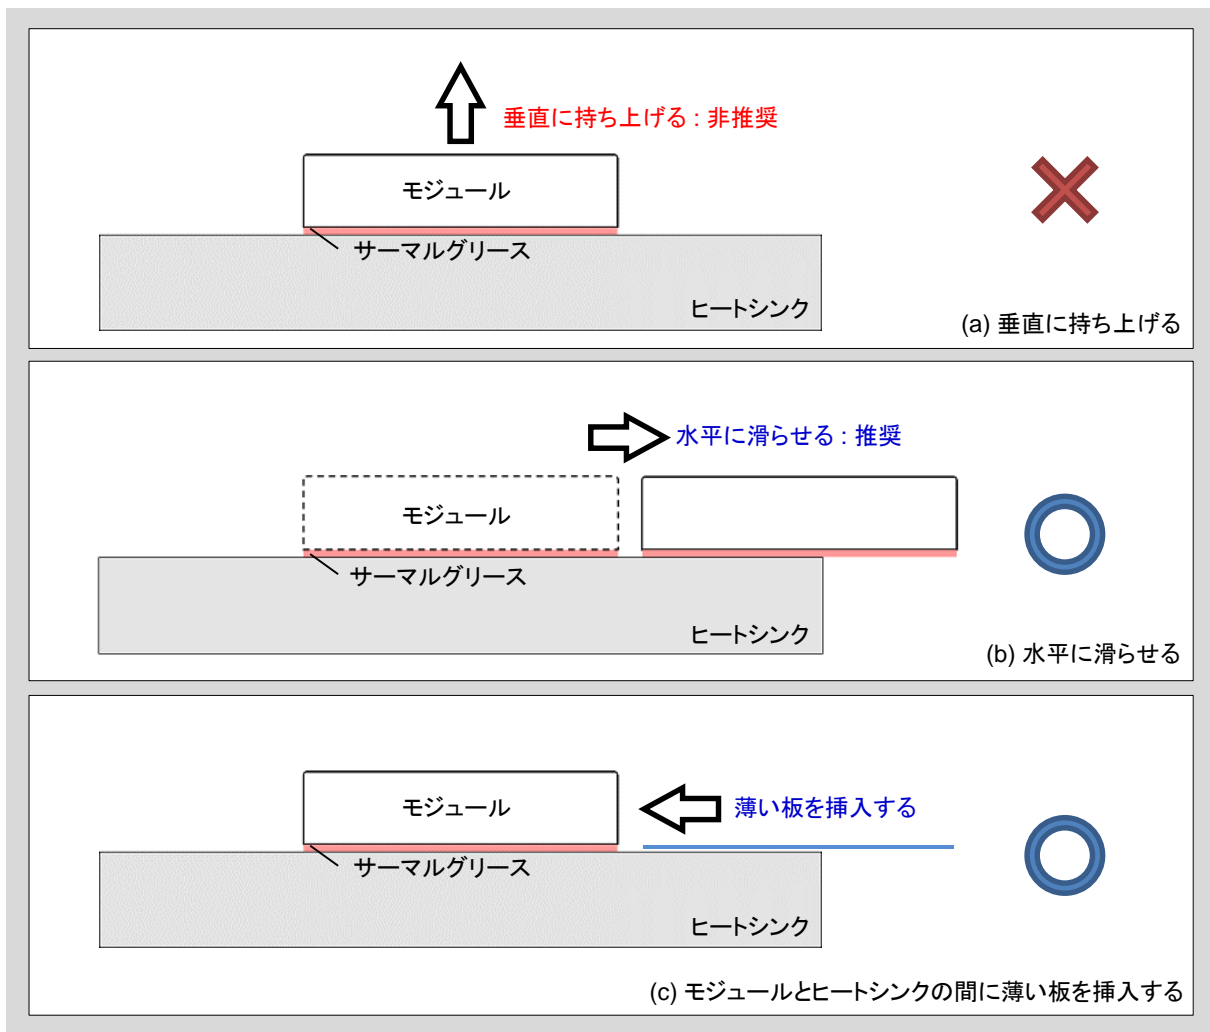 垂直に持ち上げる : 非推奨
モジュール
サーマルグリース
ヒートシンク
(a) 垂直に持ち上げる
水平に滑らせる : 推奨
モジュール
サーマルグリース
ヒートシンク
(b) 水平に滑らせる
モジュール
薄い板を挿入する
サーマルグリース
ヒートシンク
(c) モジュールとヒートシンクの間に薄い板を挿入する